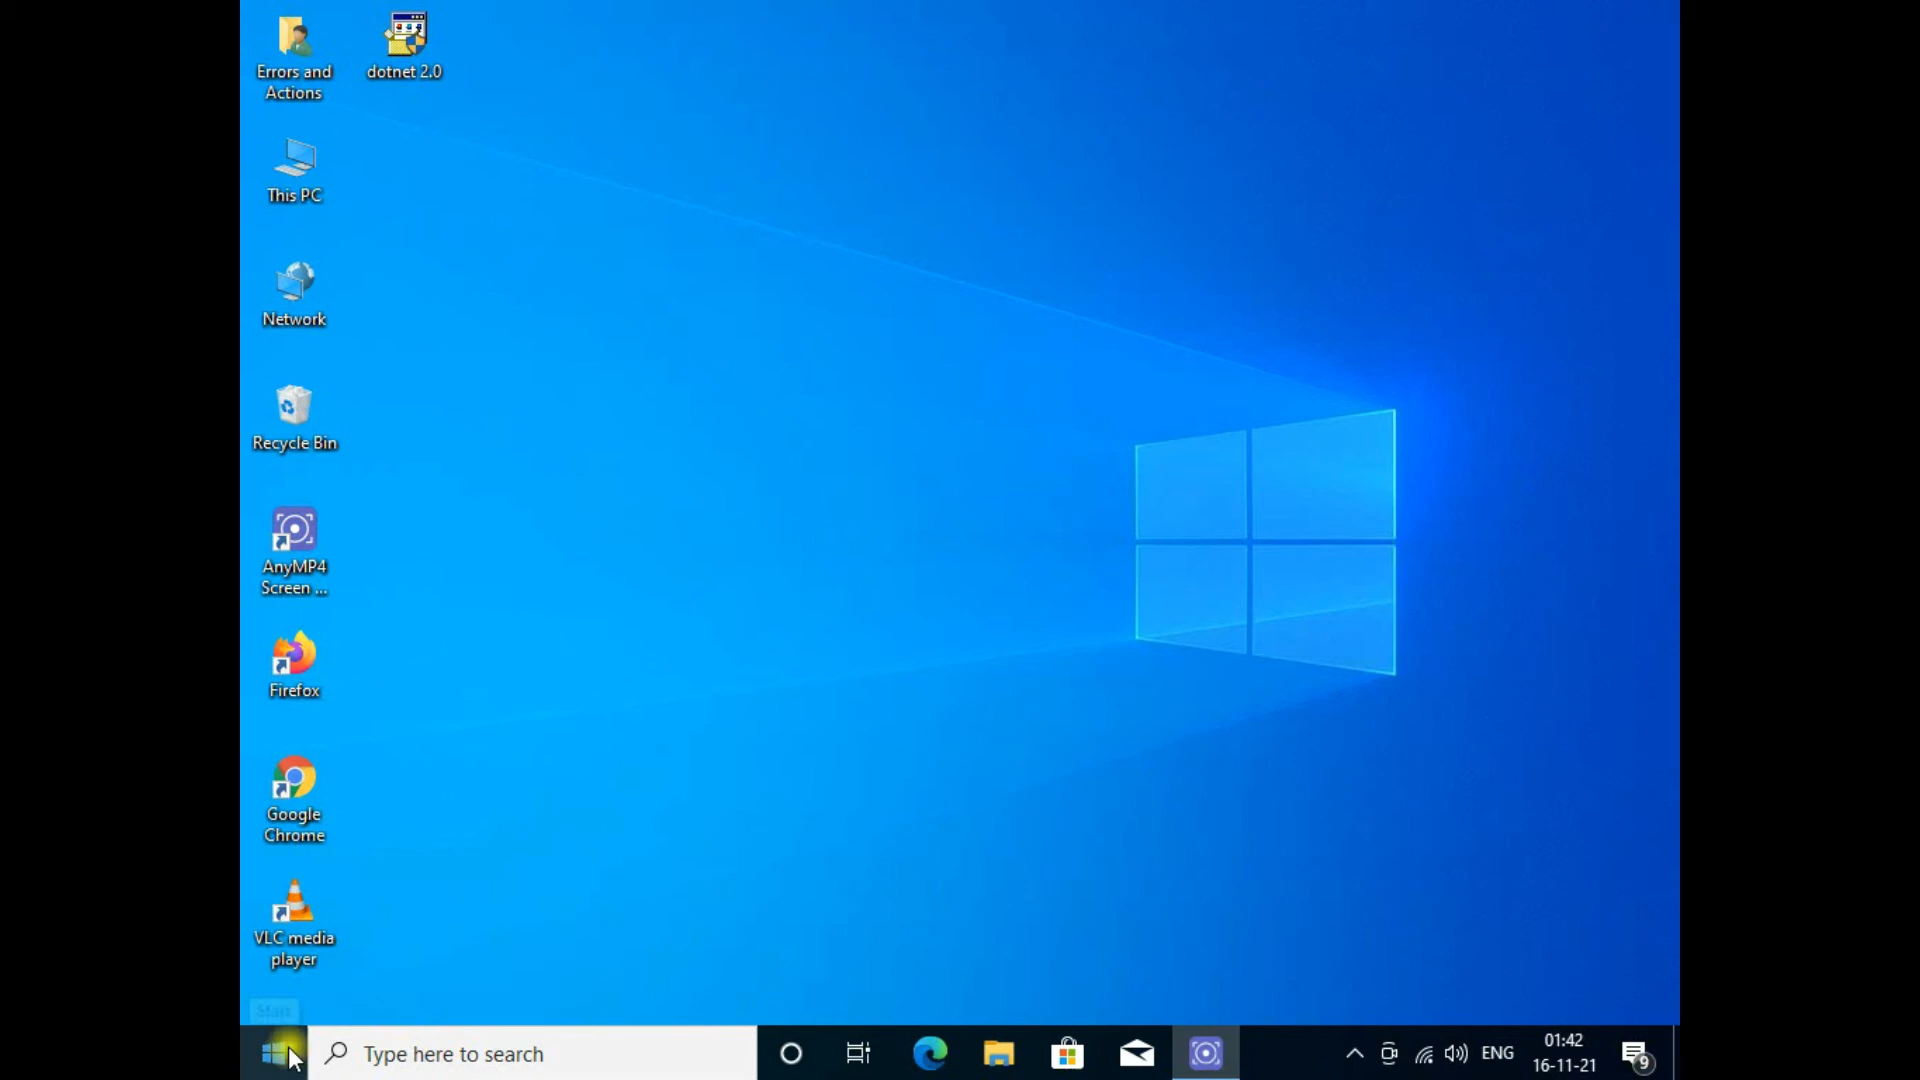 Errors and
Actions
dotnet 2.0
This PC
Network
Recycle Bin
AnyMP4
Screen ...
Firefox
Google
Chrome
VLC media
player
Start
Type here to search
ENG
01:42
16-11-21
9